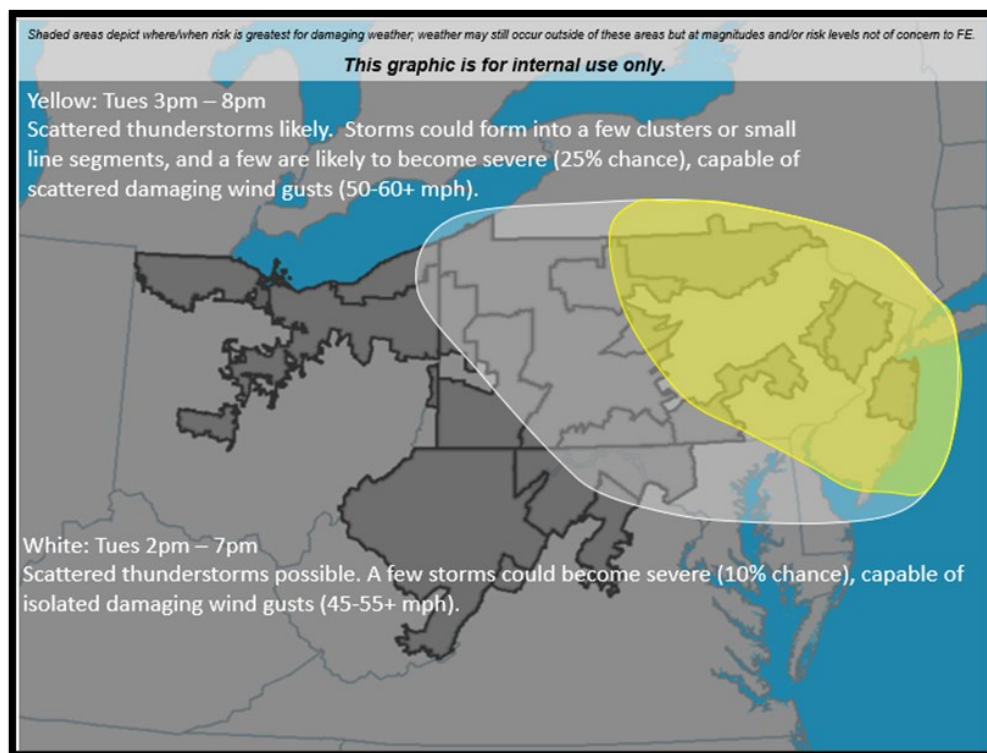 Shaded areas depict where/when risk is greatest for damaging weather; weather may still occur outside of these areas but at magnitudes and/or risk levels not of concern to FE.
This graphic is for internal use only.
Yellow: Tues 3pm – 8pm
Scattered thunderstorms likely.  Storms could form into a few clusters or small
line segments, and a few are likely to become severe (25% chance), capable of
scattered damaging wind gusts (50-60+ mph).
White: Tues 2pm – 7pm
Scattered thunderstorms possible. A few storms could become severe (10% chance), capable of
isolated damaging wind gusts (45-55+ mph).